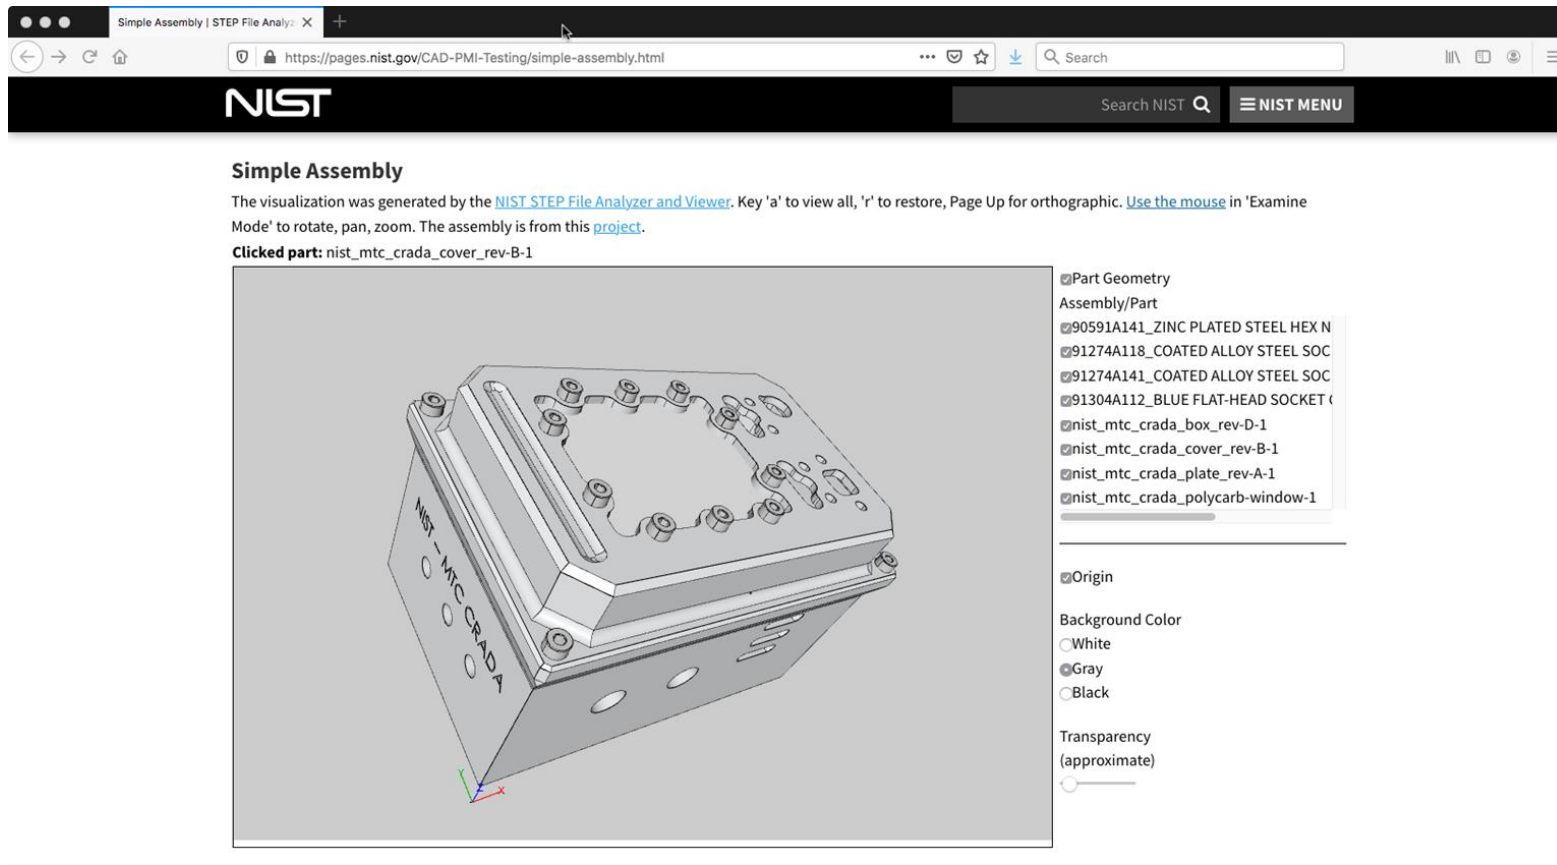 Simple Assembly | STEP File Analyz
https://pages.nist.gov/CAD-PMI-Testing/simple-assembly.html
Search
NIST
Search NIST
NIST MENU
Simple Assembly
The visualization was generated by the NIST STEP File Analyzer and Viewer. Key 'a' to view all, 'r' to restore, Page Up for orthographic. Use the mouse in 'Examine
Mode' to rotate, pan, zoom. The assembly is from this project.
Clicked part: nist_mtc_crada_cover_rev-B-1
Part Geometry
Assembly/Part
90591A141_ZINC PLATED STEEL HEX N
91274A118_COATED ALLOY STEEL SOC
91274A141_COATED ALLOY STEEL SOC
91304A112_BLUE FLAT-HEAD SOCKET
nist_mtc_crada_box_rev-D-1
nist_mtc_crada_cover_rev-B-1
nist_mtc_crada_plate_rev-A-1
nist_mtc_crada_polycarb-window-1
Origin
Background Color
White
Gray
Black
Transparency
(approximate)
NIST – MTC CRADA
Y
Z
X